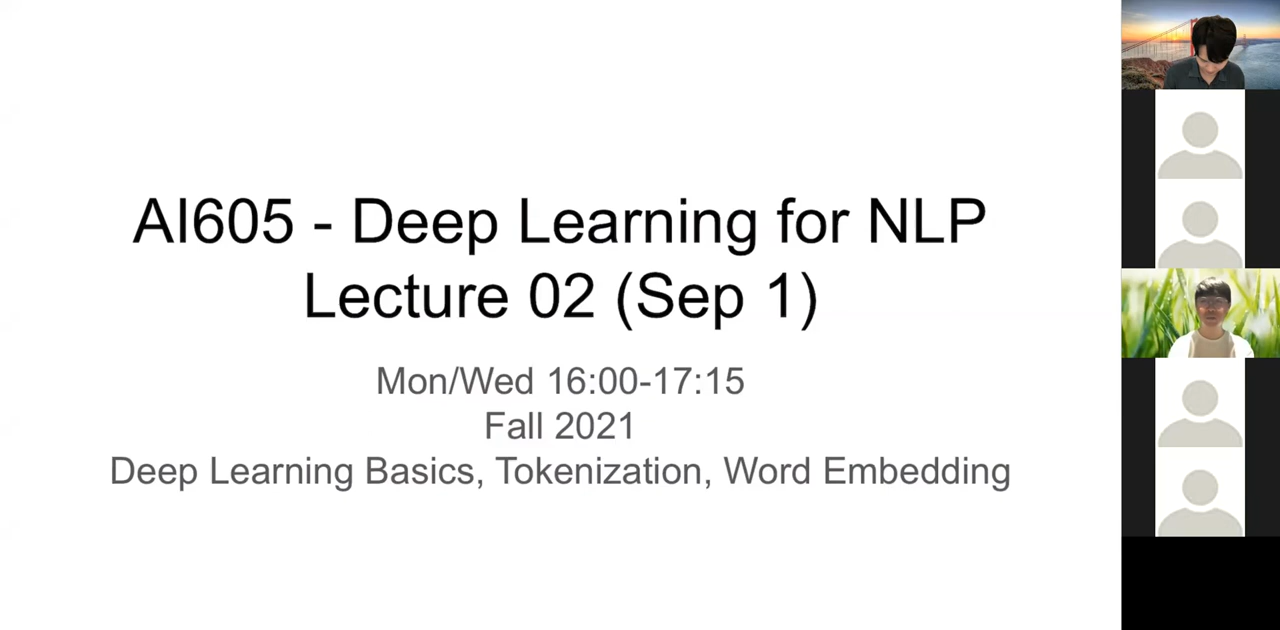 AI605 - Deep Learning for NLP
Lecture 02 (Sep 1)
Mon/Wed 16:00-17:15
Fall 2021
Deep Learning Basics, Tokenization, Word Embedding